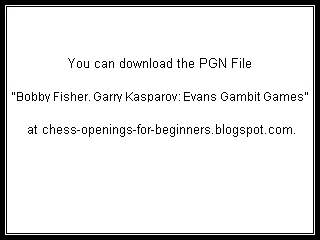 You can download the PGN File
"Bobby Fisher. Garry Kasparov: Evans Gambit Games"
at chess-openings-for-beginners.blogspot.com.